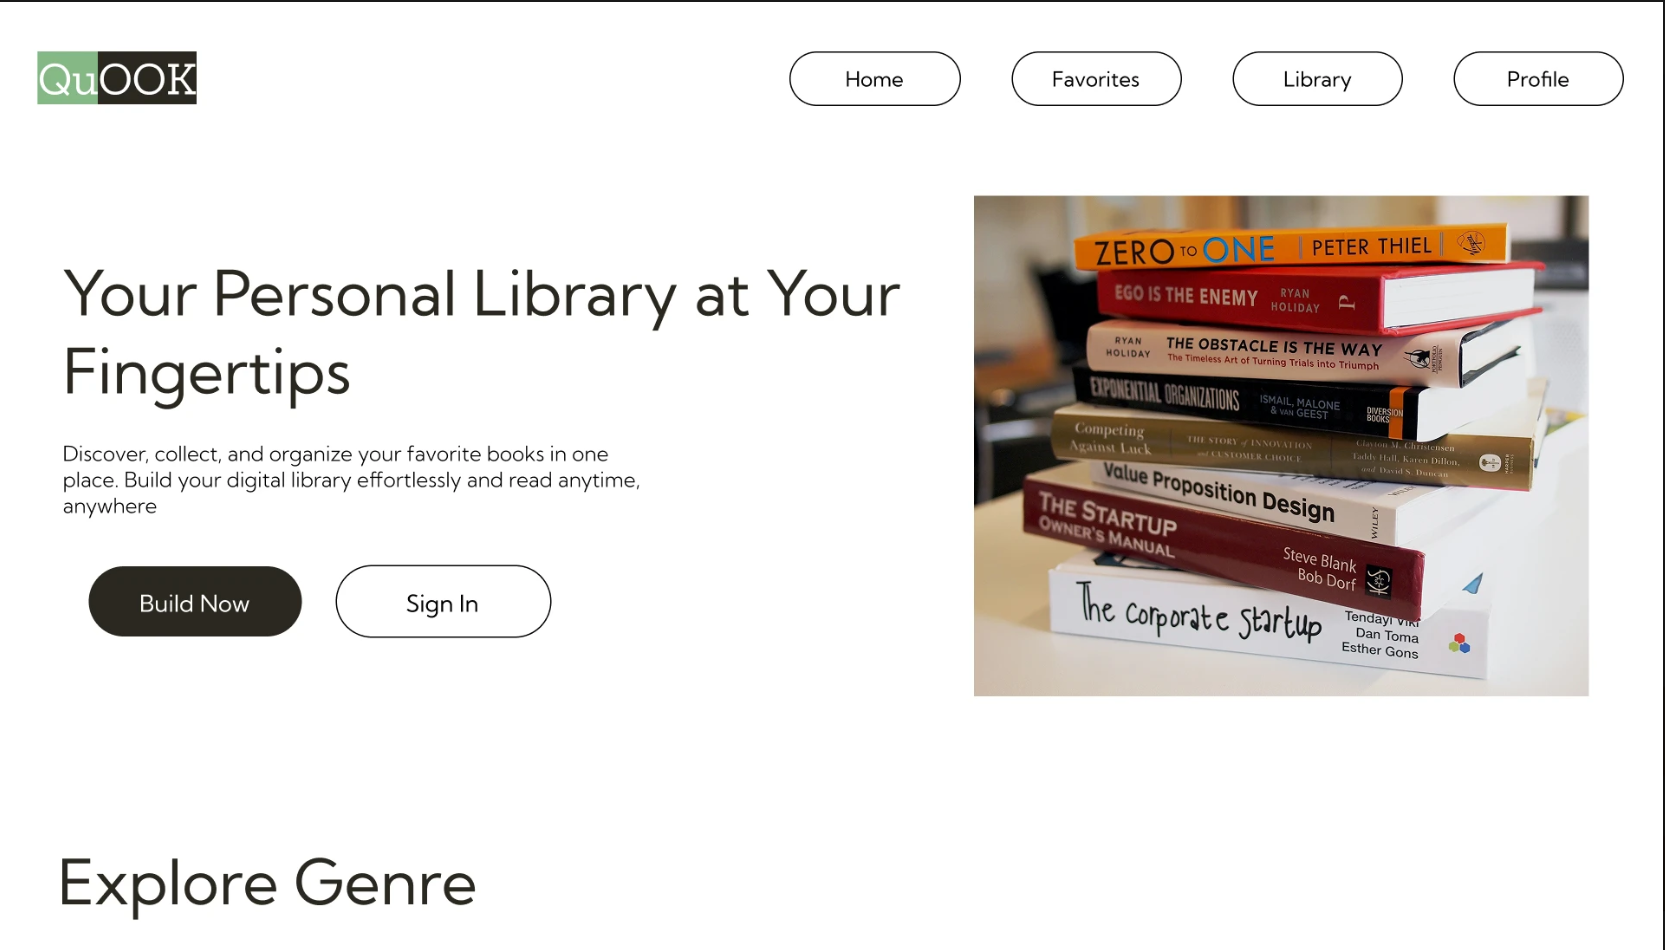 QuOOK
Home
Favorites
Library
Profile
Your Personal Library at Your
Fingertips
Discover, collect, and organize your favorite books in one
place. Build your digital library effortlessly and read anytime,
anywhere
Build Now
Sign In
ZERO TO ONE PETER THIEL
EGO IS THE ENEMY RYAN
HOLIDAY P
RYAN
HOLIDAY
THE OBSTACLE IS THE WAY
The Timeless Art of Turning Trials into Triumph
EXPONENTIAL ORGANIZATIONS
ISMAIL, MALONE
& VAN GEEST
DIVERSION
BOOKS
Competing
Against Luck
THE STORY of INNOVATION
and CUSTOMER CHOICE
Clayton M. Christensen
Taddy Hall, Karen Dillon,
and David S. Duncan
Value Proposition Design
WILEY
THE STARTUP
OWNER'S MANUAL
Steve Blank
Bob Dorf
The corporate startup
Tendayi Viki
Dan Toma
Esther Gons
Explore Genre